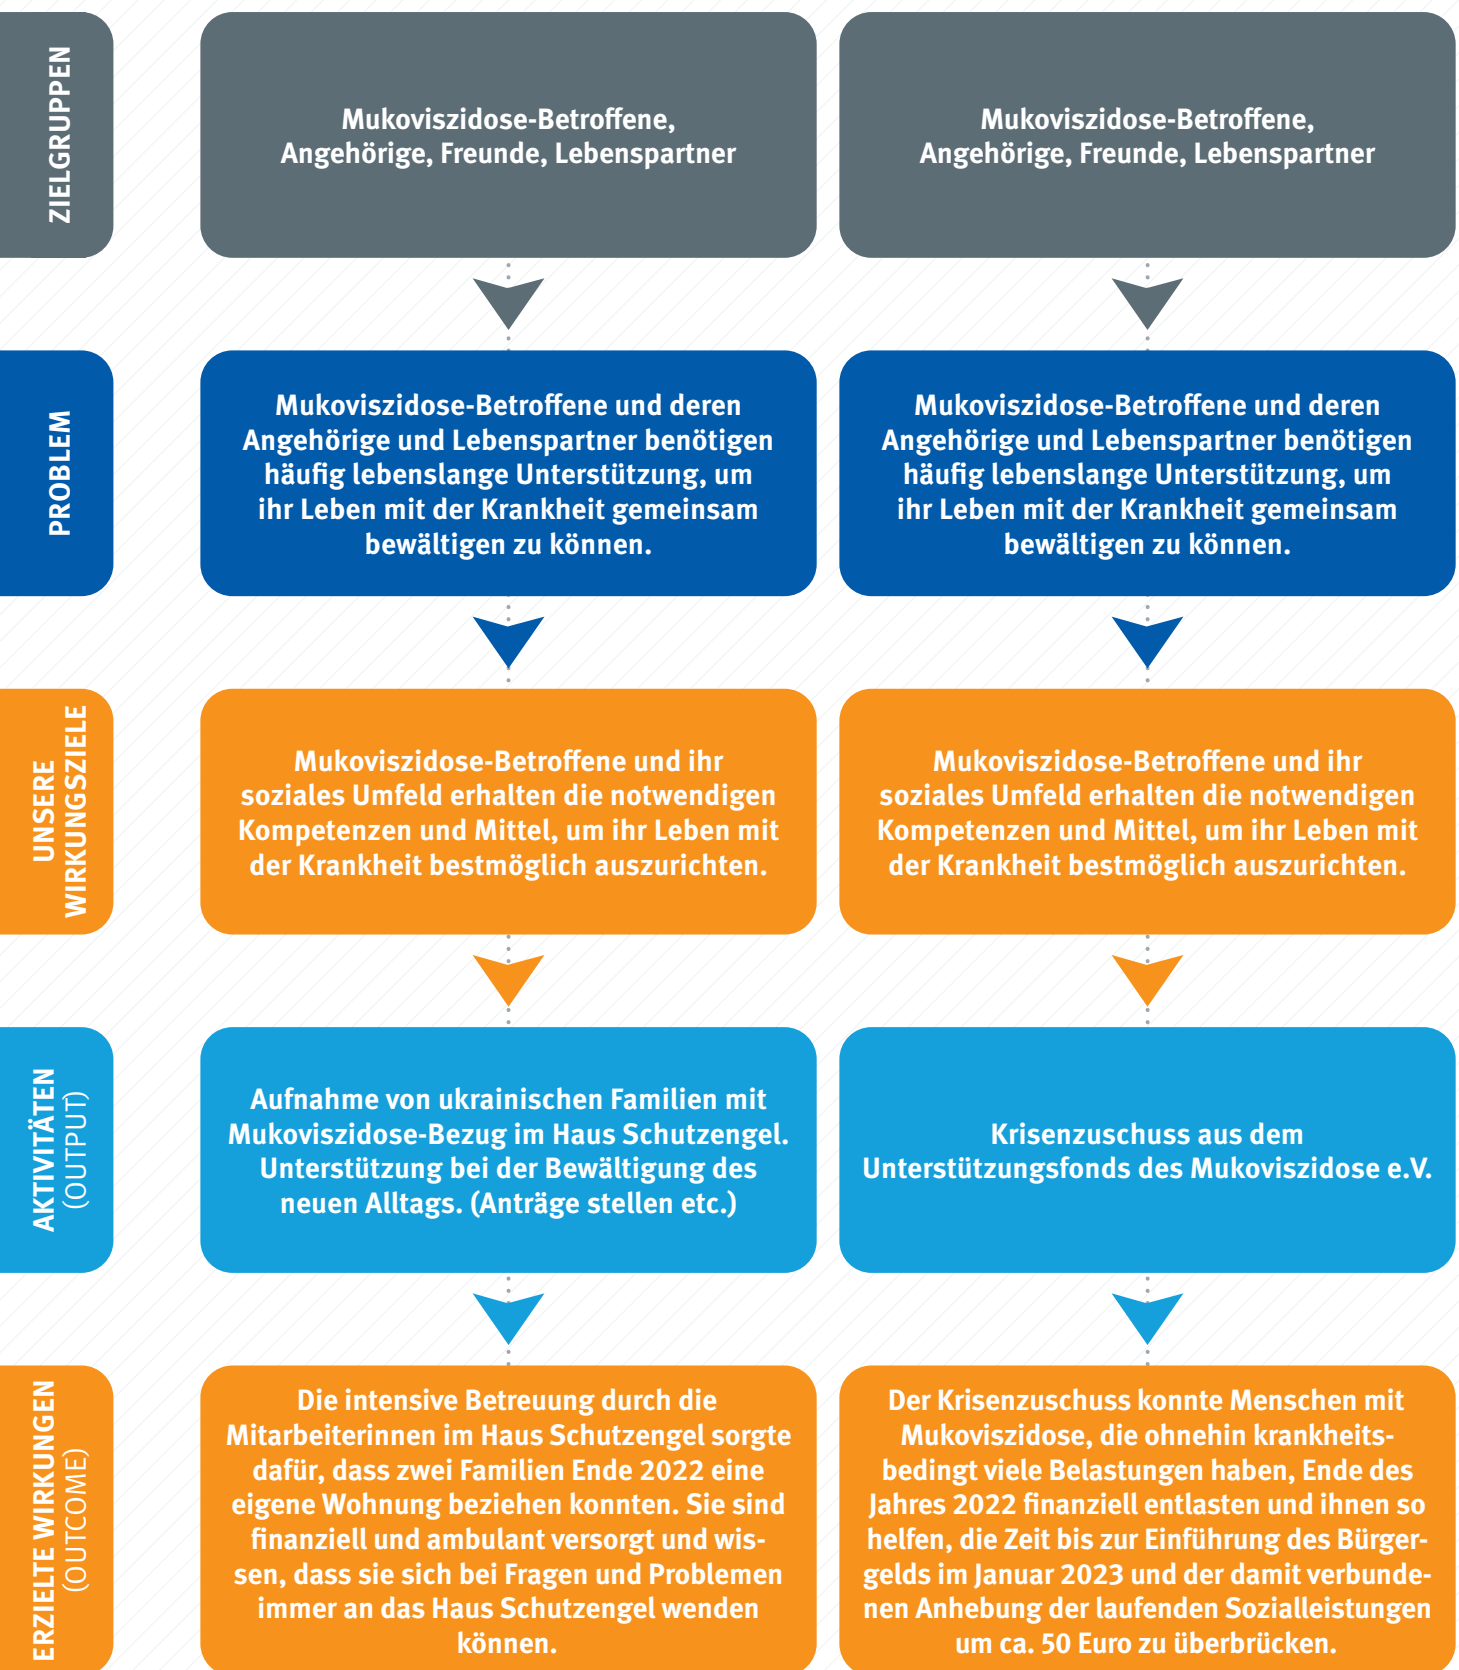 ZIELGRUPPEN
Mukoviszidose-Betroffene,
Angehörige, Freunde, Lebenspartner
Mukoviszidose-Betroffene,
Angehörige, Freunde, Lebenspartner
PROBLEM
Mukoviszidose-Betroffene und deren
Angehörige und Lebenspartner benötigen
häufig lebenslange Unterstützung, um
ihr Leben mit der Krankheit gemeinsam
bewältigen zu können.
Mukoviszidose-Betroffene und deren
Angehörige und Lebenspartner benötigen
häufig lebenslange Unterstützung, um
ihr Leben mit der Krankheit gemeinsam
bewältigen zu können.
UNSERE
WIRKUNGSZIELE
Mukoviszidose-Betroffene und ihr
soziales Umfeld erhalten die notwendigen
Kompetenzen und Mittel, um ihr Leben mit
der Krankheit bestmöglich auszurichten.
Mukoviszidose-Betroffene und ihr
soziales Umfeld erhalten die notwendigen
Kompetenzen und Mittel, um ihr Leben mit
der Krankheit bestmöglich auszurichten.
AKTIVITÄTEN
(OUTPUT)
Aufnahme von ukrainischen Familien mit
Mukoviszidose-Bezug im Haus Schutzengel.
Unterstützung bei der Bewältigung des
neuen Alltags. (Anträge stellen etc.)
Krisenzuschuss aus dem
Unterstützungsfonds des Mukoviszidose e.V.
ERZIELTE WIRKUNGEN
(OUTCOME)
Die intensive Betreuung durch die
Mitarbeiterinnen im Haus Schutzengel sorgte
dafür, dass zwei Familien Ende 2022 eine
eigene Wohnung beziehen konnten. Sie sind
finanziell und ambulant versorgt und wis-
sen, dass sie sich bei Fragen und Problemen
immer an das Haus Schutzengel wenden
können.
Der Krisenzuschuss konnte Menschen mit
Mukoviszidose, die ohnehin krankheits-
bedingt viele Belastungen haben, Ende des
Jahres 2022 finanziell entlasten und ihnen so
helfen, die Zeit bis zur Einführung des Bürger-
gelds im Januar 2023 und der damit verbunde-
nen Anhebung der laufenden Sozialleistungen
um ca. 50 Euro zu überbrücken.